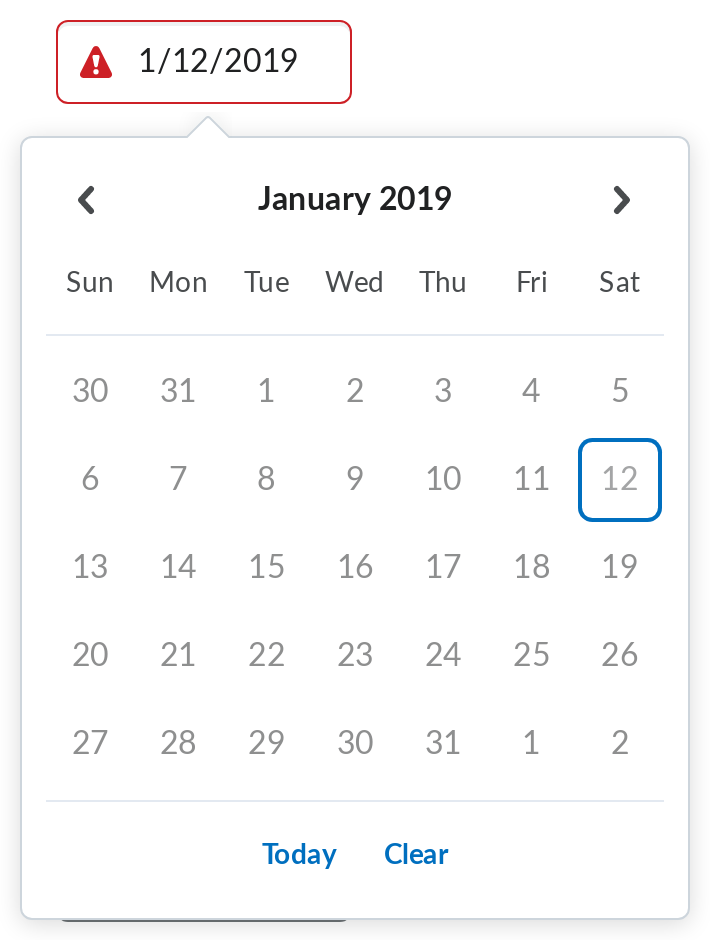 1/12/2019
January 2019
Sun Mon Tue Wed Thu Fri Sat
30 31 1 2 3 4 5
6 7 8 9 10 11 12
13 14 15 16 17 18 19
20 21 22 23 24 25 26
27 28 29 30 31 1 2
Today Clear